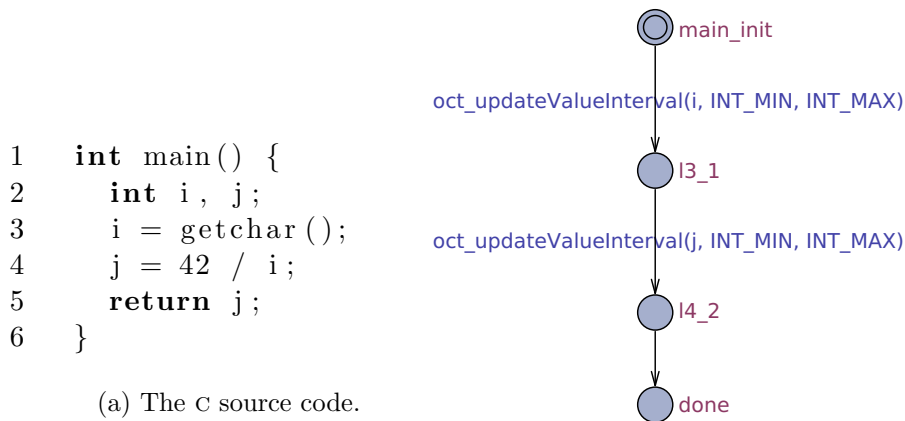 1 int main() {
2 int i, j;
3 i = getchar();
4 j = 42 / i;
5 return j;
6 }
(a) The C source code.
main_init
oct_updateValueInterval(i, INT_MIN, INT_MAX)
l3_1
oct_updateValueInterval(j, INT_MIN, INT_MAX)
l4_2
done